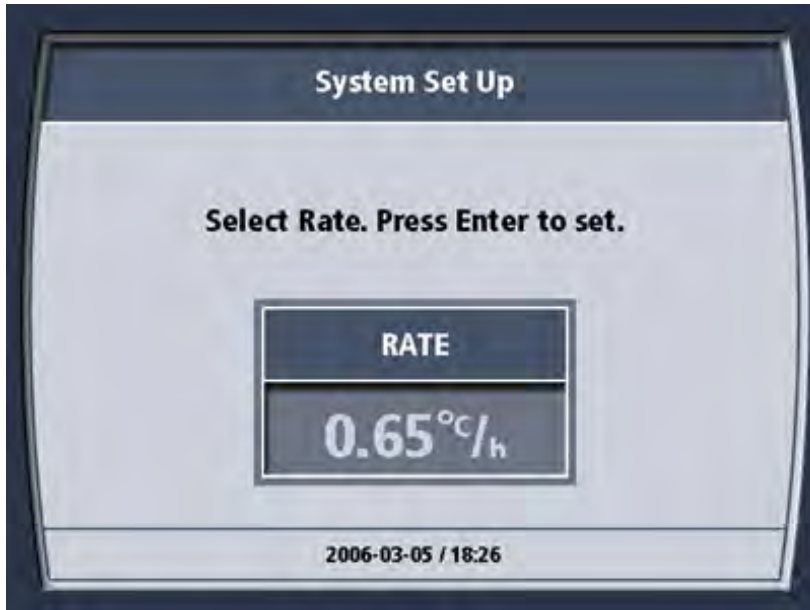 System Set Up
Select Rate. Press Enter to set.
RATE
0.65°C/h
2006-03-05 / 18:26